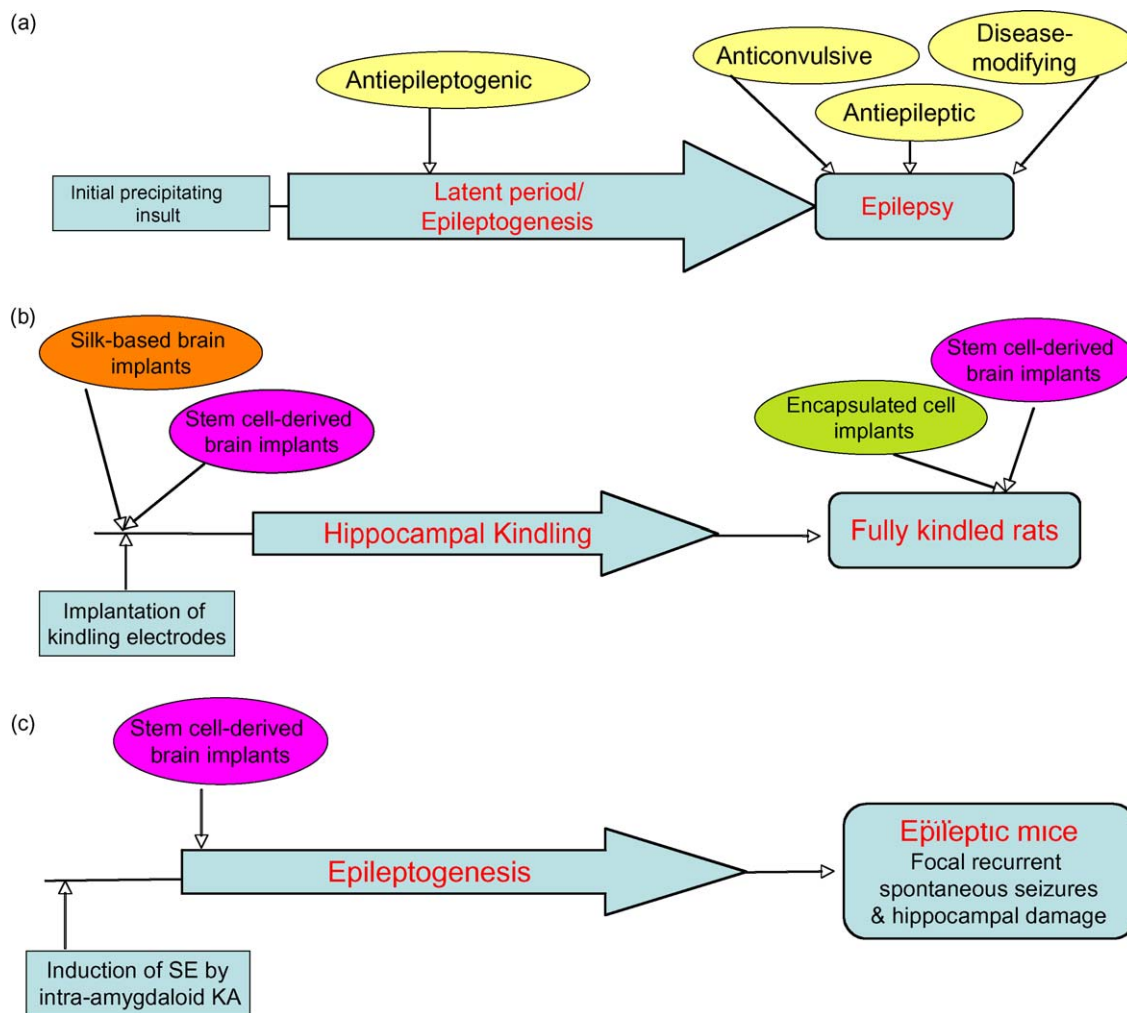 (a)
Antiepileptogenic
Anticonvulsive
Disease-
modifying
Antiepileptic
Initial precipitating
insult
Latent period/
Epileptogenesis
Epilepsy
(b)
Silk-based brain
implants
Stem cell-derived
brain implants
Stem cell-derived
brain implants
Encapsulated cell
implants
Hippocampal Kindling
Fully kindled rats
Implantation of
kindling electrodes
(c)
Stem cell-derived
brain implants
Epileptogenesis
Epileptic mice
Focal recurrent
spontaneous seizures
& hippocampal damage
Induction of SE by
intra-amygdaloid KA